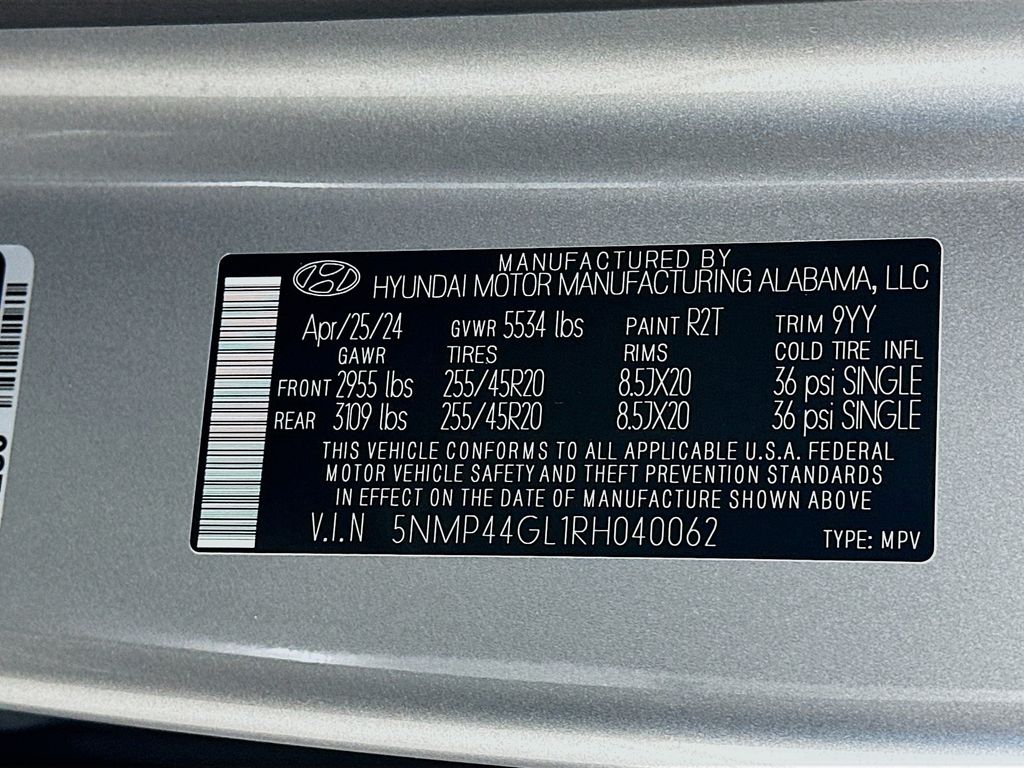 MANUFACTURED BY
HYUNDAI MOTOR MANUFACTURING ALABAMA, LLC
Apr/25/24 GVWR 5534 lbs PAINT R2T TRIM 9YY
GAWR TIRES RIMS COLD TIRE INFL
FRONT 2955 lbs 255/45R20 8.5JX20 36 psi SINGLE
REAR 3109 lbs 255/45R20 8.5JX20 36 psi SINGLE
THIS VEHICLE CONFORMS TO ALL APPLICABLE U.S.A. FEDERAL
MOTOR VEHICLE SAFETY AND THEFT PREVENTION STANDARDS
IN EFFECT ON THE DATE OF MANUFACTURE SHOWN ABOVE
V.I.N 5NMP44GL1RH040062 TYPE: MPV